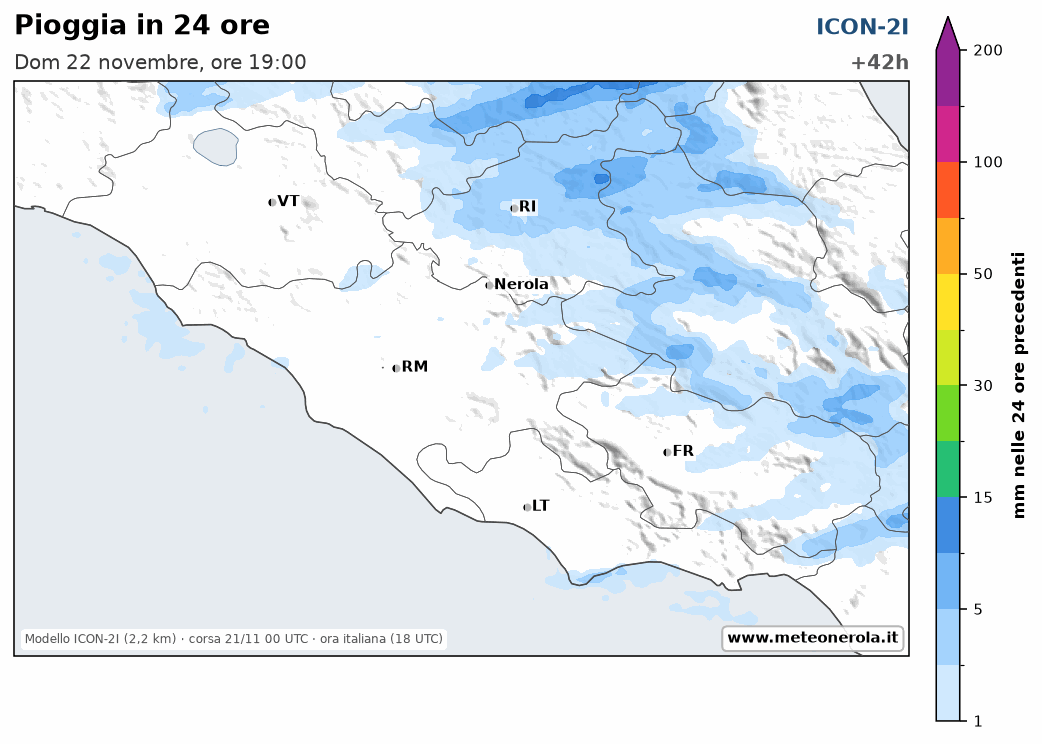 Pioggia in 24 ore
ICON-2I
Dom 22 novembre, ore 19:00
+42h
VT
RI
Nerola
RM
FR
LT
Modello ICON-2I (2,2 km) · corsa 21/11 00 UTC · ora italiana (18 UTC)
www.meteonerola.it
200
100
50
30
15
5
1
mm nelle 24 ore precedenti